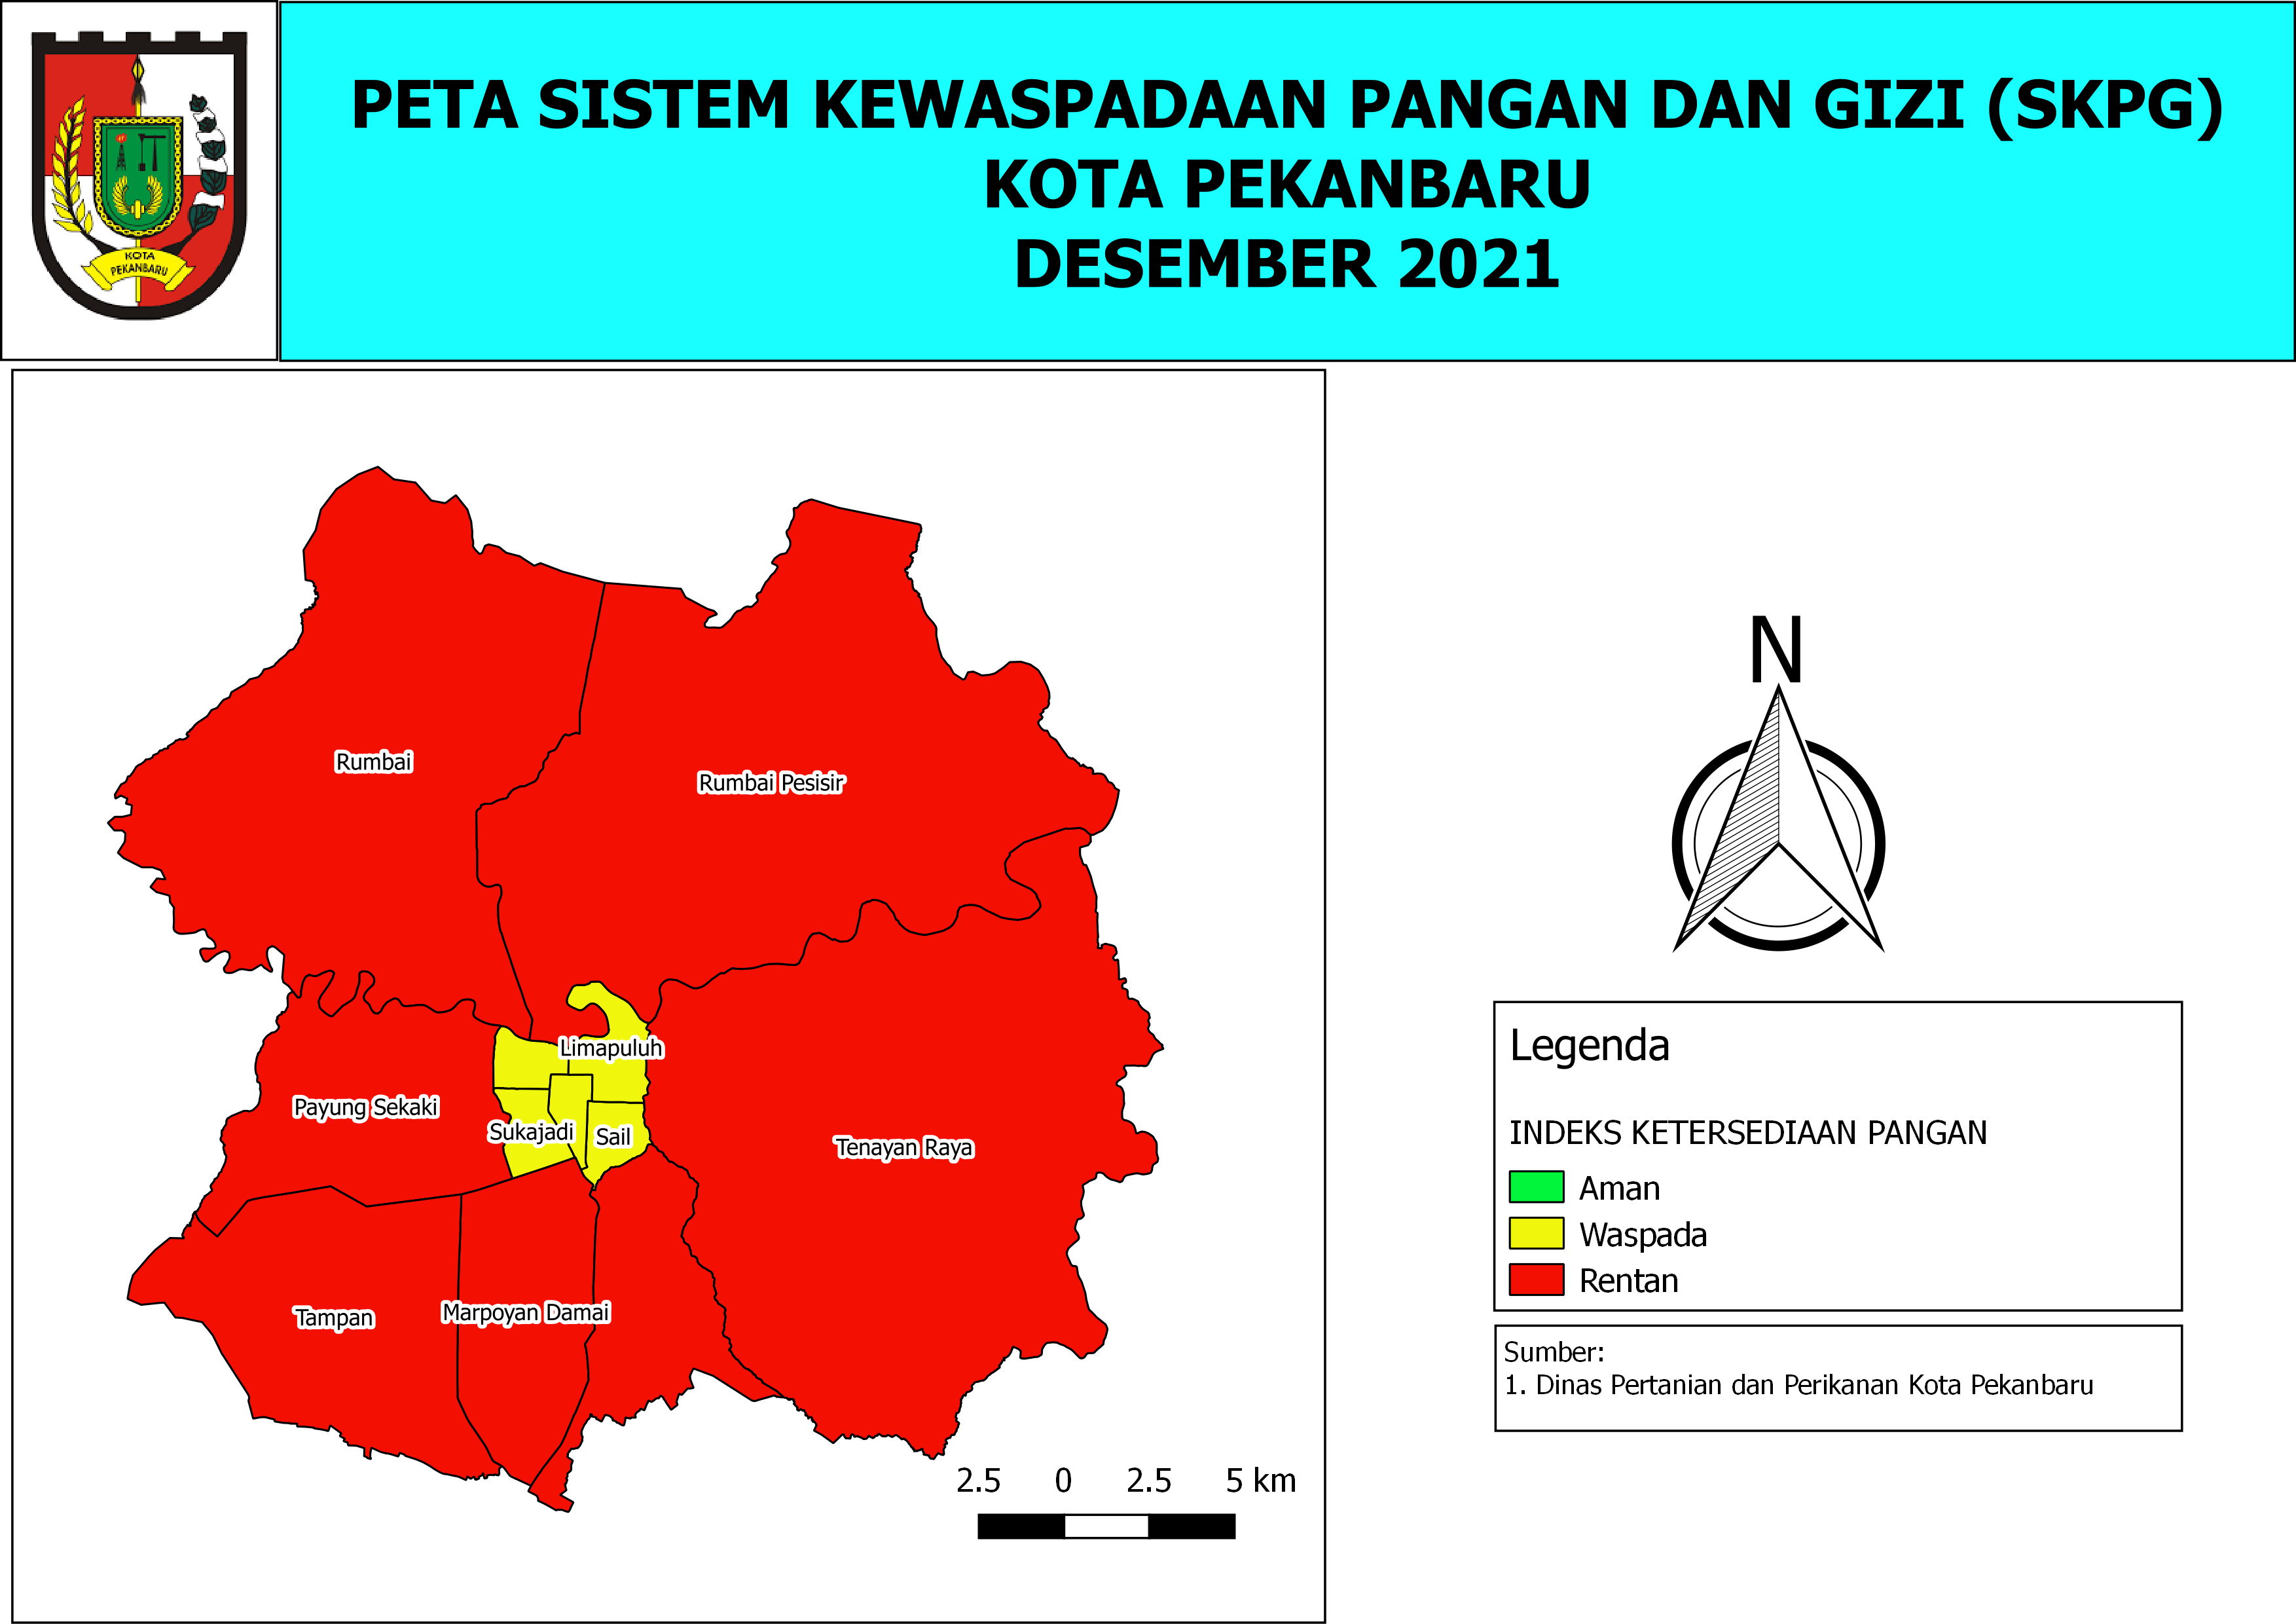 KOTA
PEKANBARU
PETA SISTEM KEWASPADAAN PANGAN DAN GIZI (SKPG)
KOTA PEKANBARU
DESEMBER 2021
Rumbai
Rumbai Pesisir
Limapuluh
Payung Sekaki
Sukajadi
Sail
Tenayan Raya
Tampan
Marpoyan Damai
2.5 0 2.5 5 km
N
Legenda
INDEKS KETERSEDIAAN PANGAN
Aman
Waspada
Rentan
Sumber:
1. Dinas Pertanian dan Perikanan Kota Pekanbaru